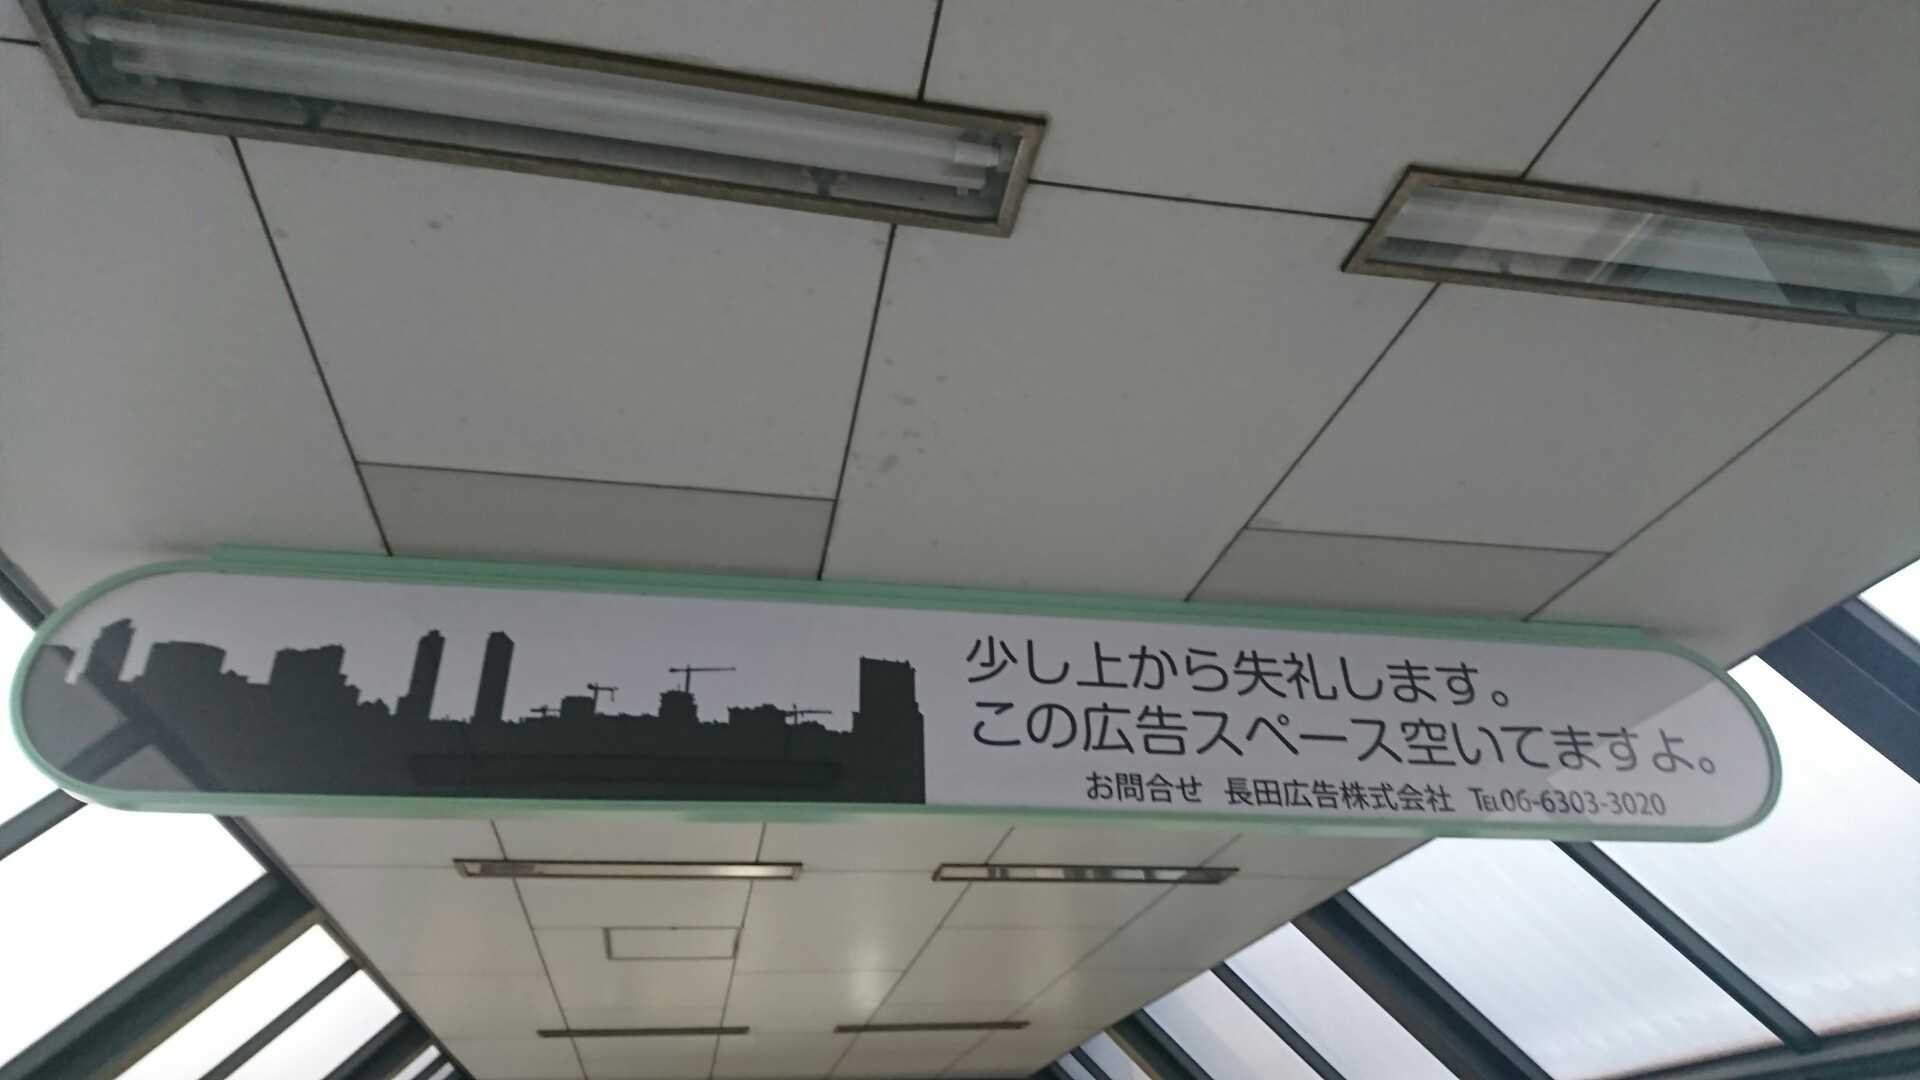 少し上から失礼します。
この広告スペース空いてますよ。
お問合せ 長田広告株式会社 TEL06-6303-3020